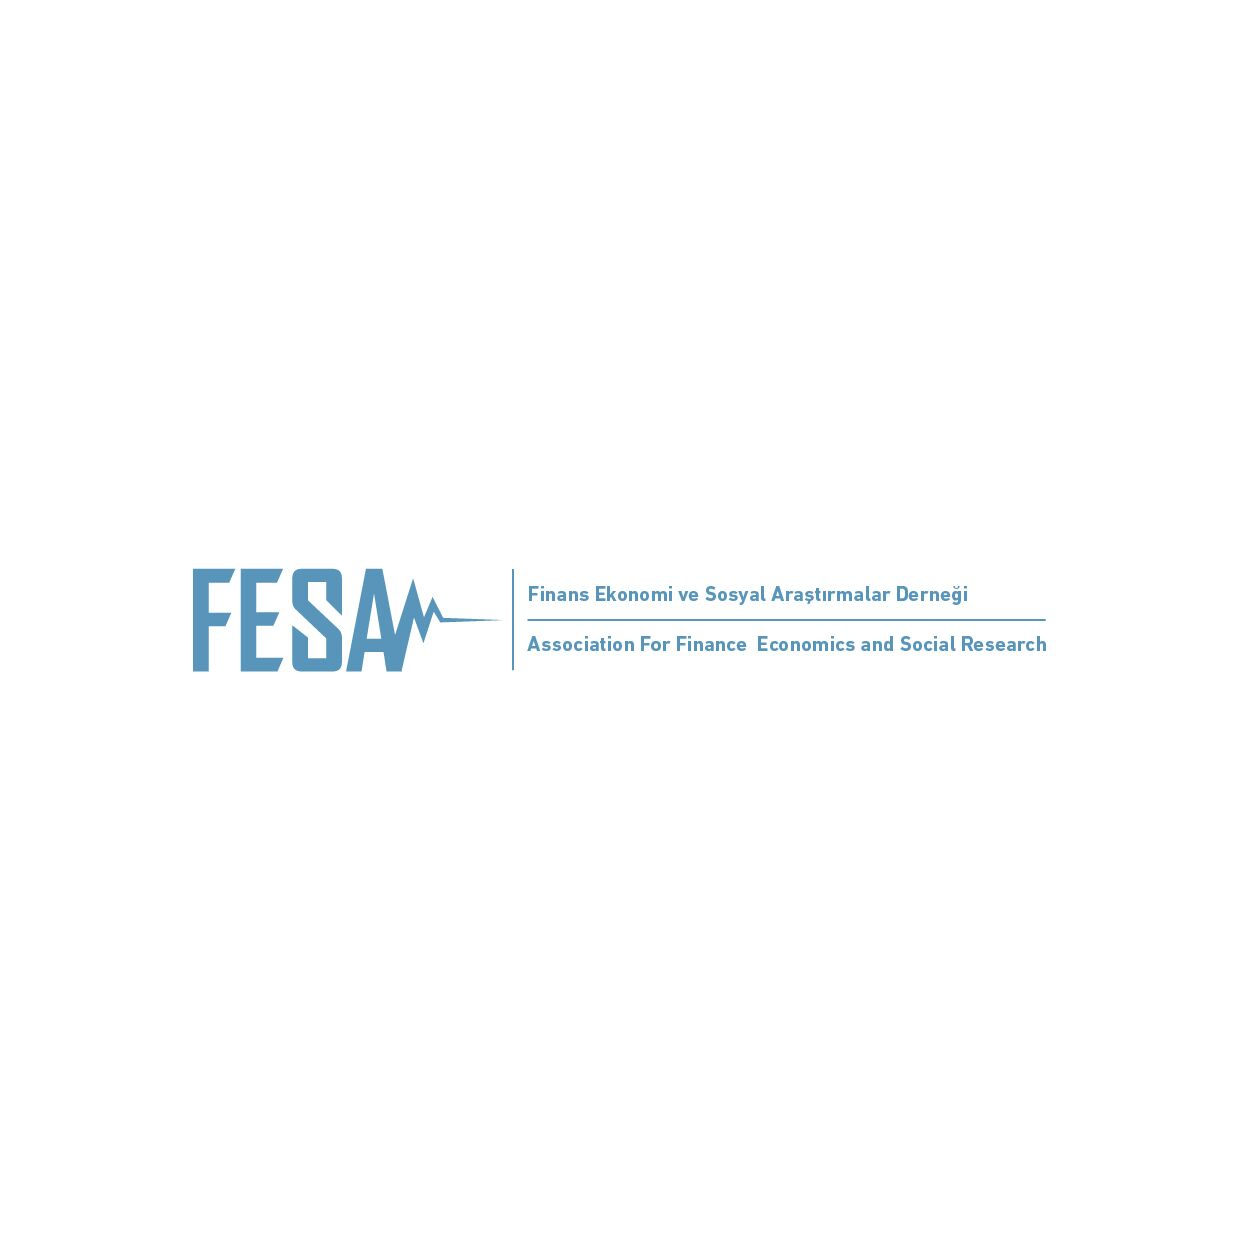 FESA
Finans Ekonomi ve Sosyal Araştırmalar Derneği
Association For Finance  Economics and Social Research